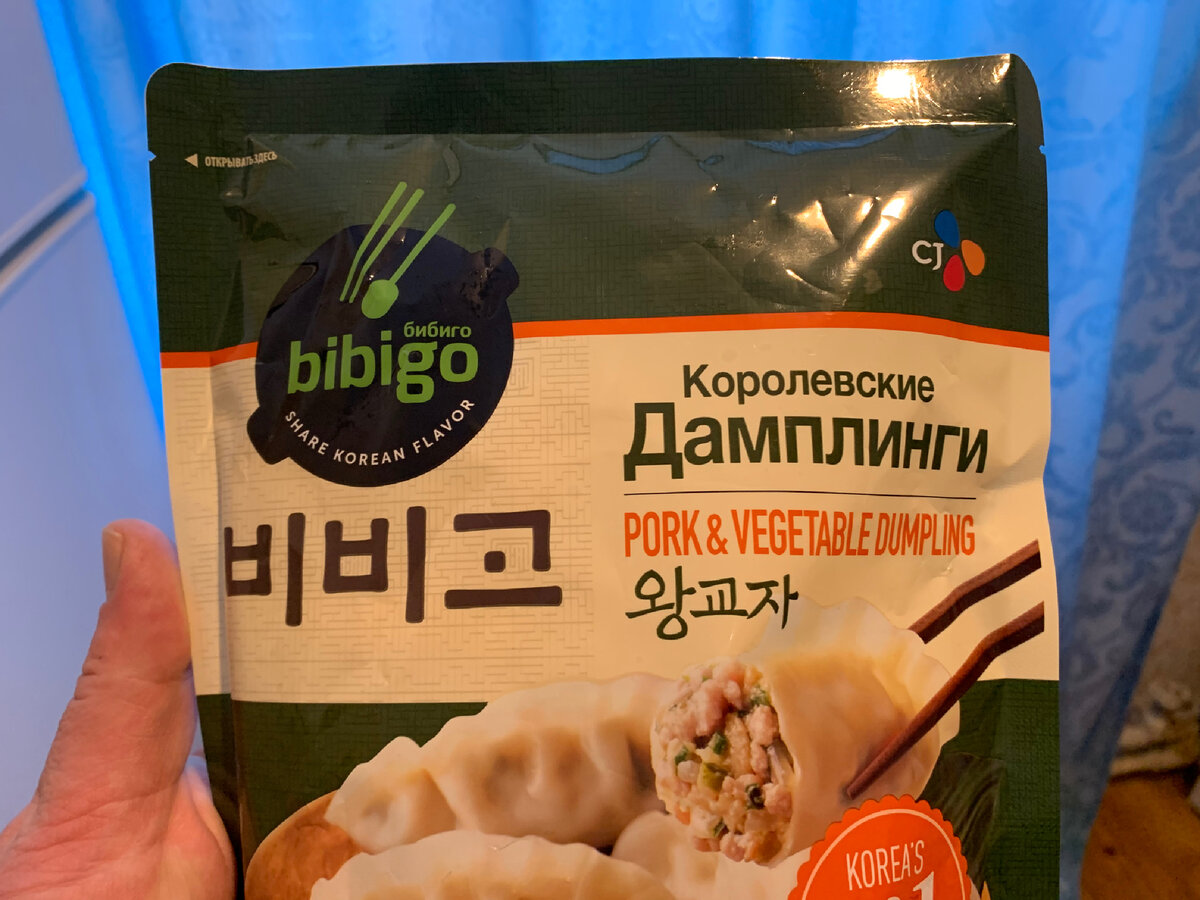 ОТКРЫВАТЬ ЗДЕСЬ
CJ
бибиго
bibigo
SHARE KOREAN FLAVOR
Королевские
Дамплинги
PORK & VEGETABLE DUMPLING
비비고
왕교자
KOREA'S
1